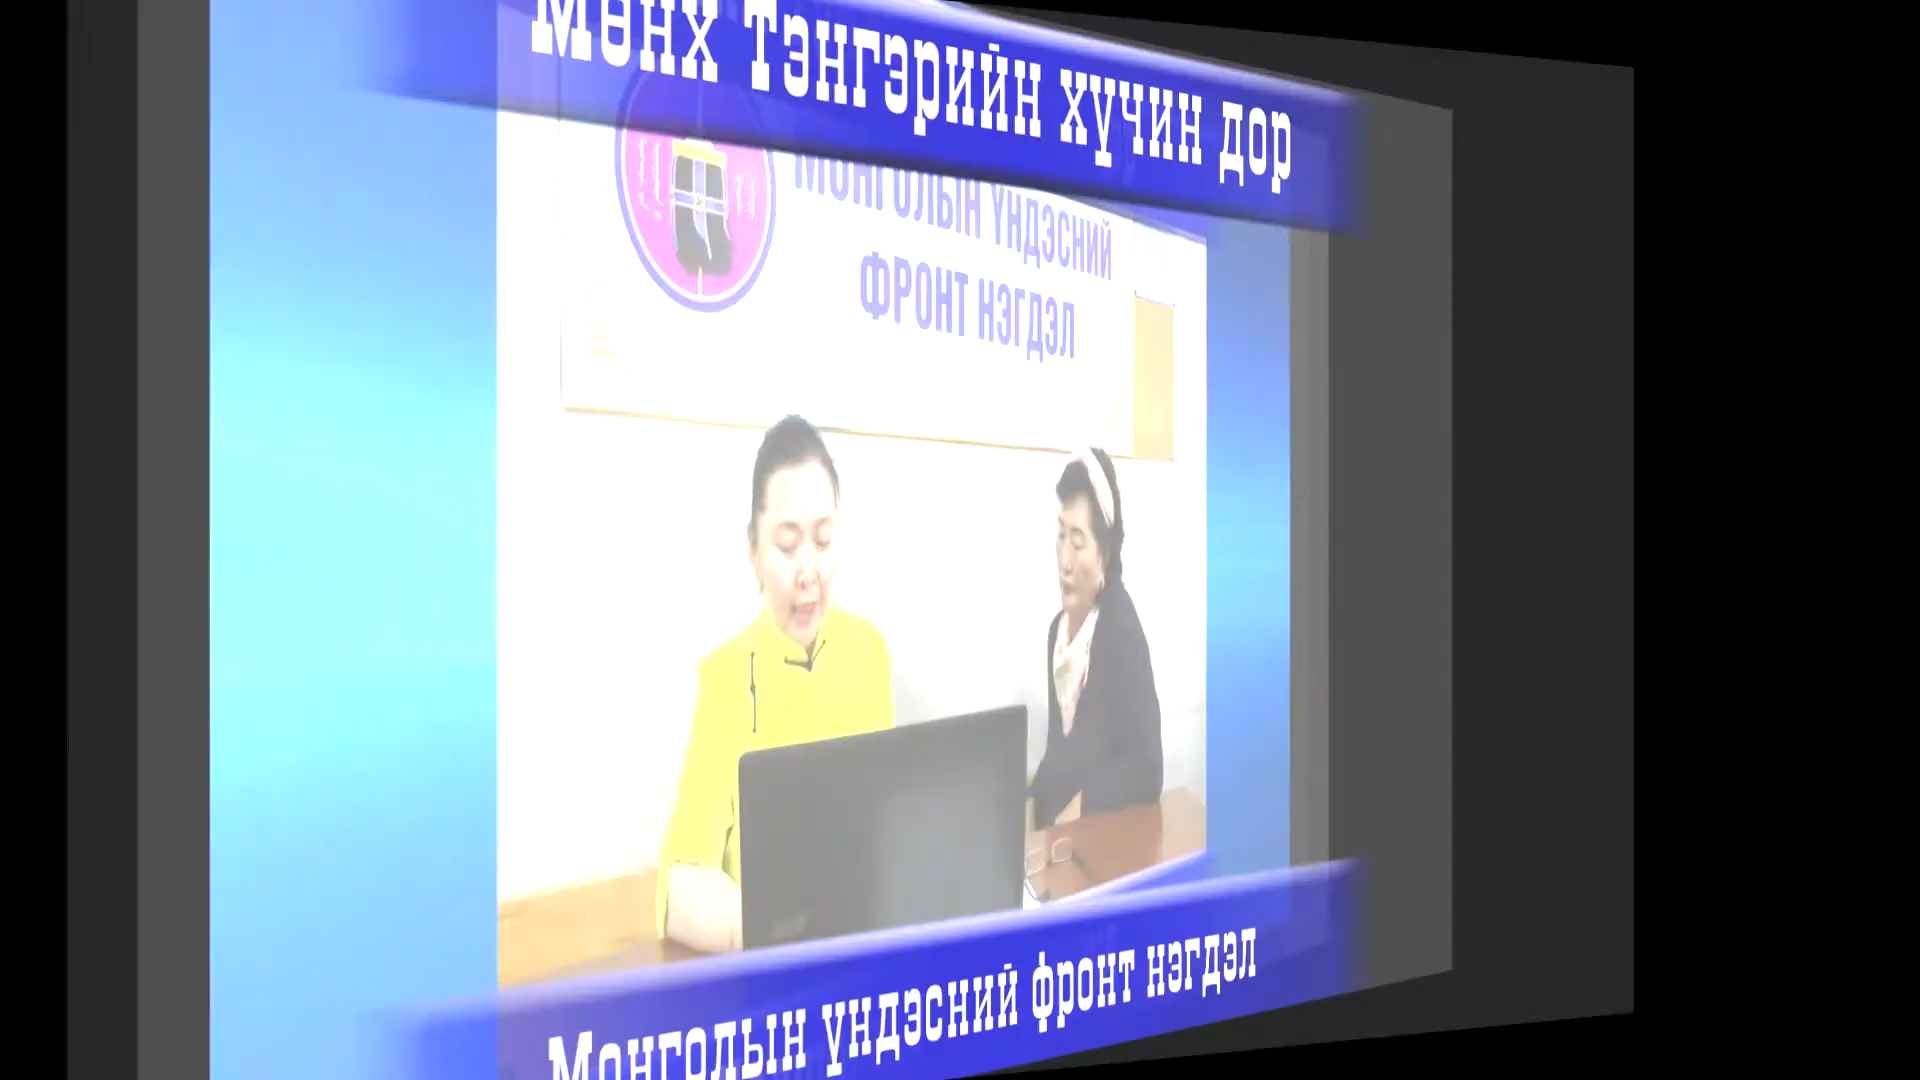 Мөнх Тэнгэрийн хүчин дор
МОНГОЛЫН ҮНДЭСНИЙ
ФРОНТ НЭГДЭЛ
Монголын үндэсний фронт нэгдэл